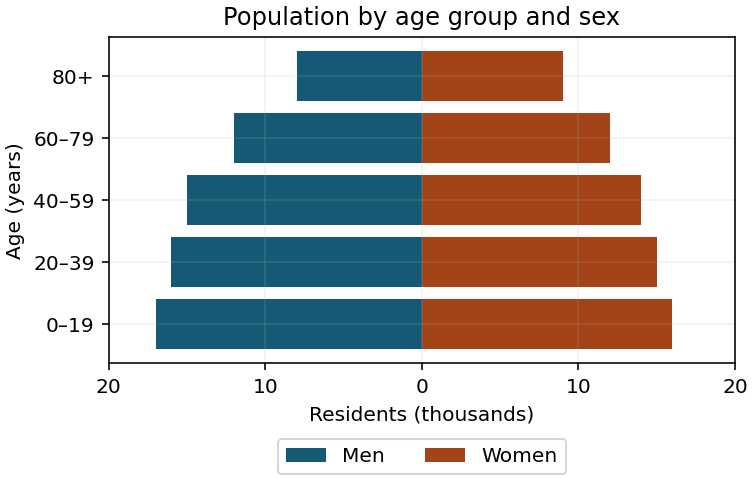 Population by age group and sex
Age (years)
80+
60–79
40–59
20–39
0–19
20 10 0 10 20
Residents (thousands)
Men Women